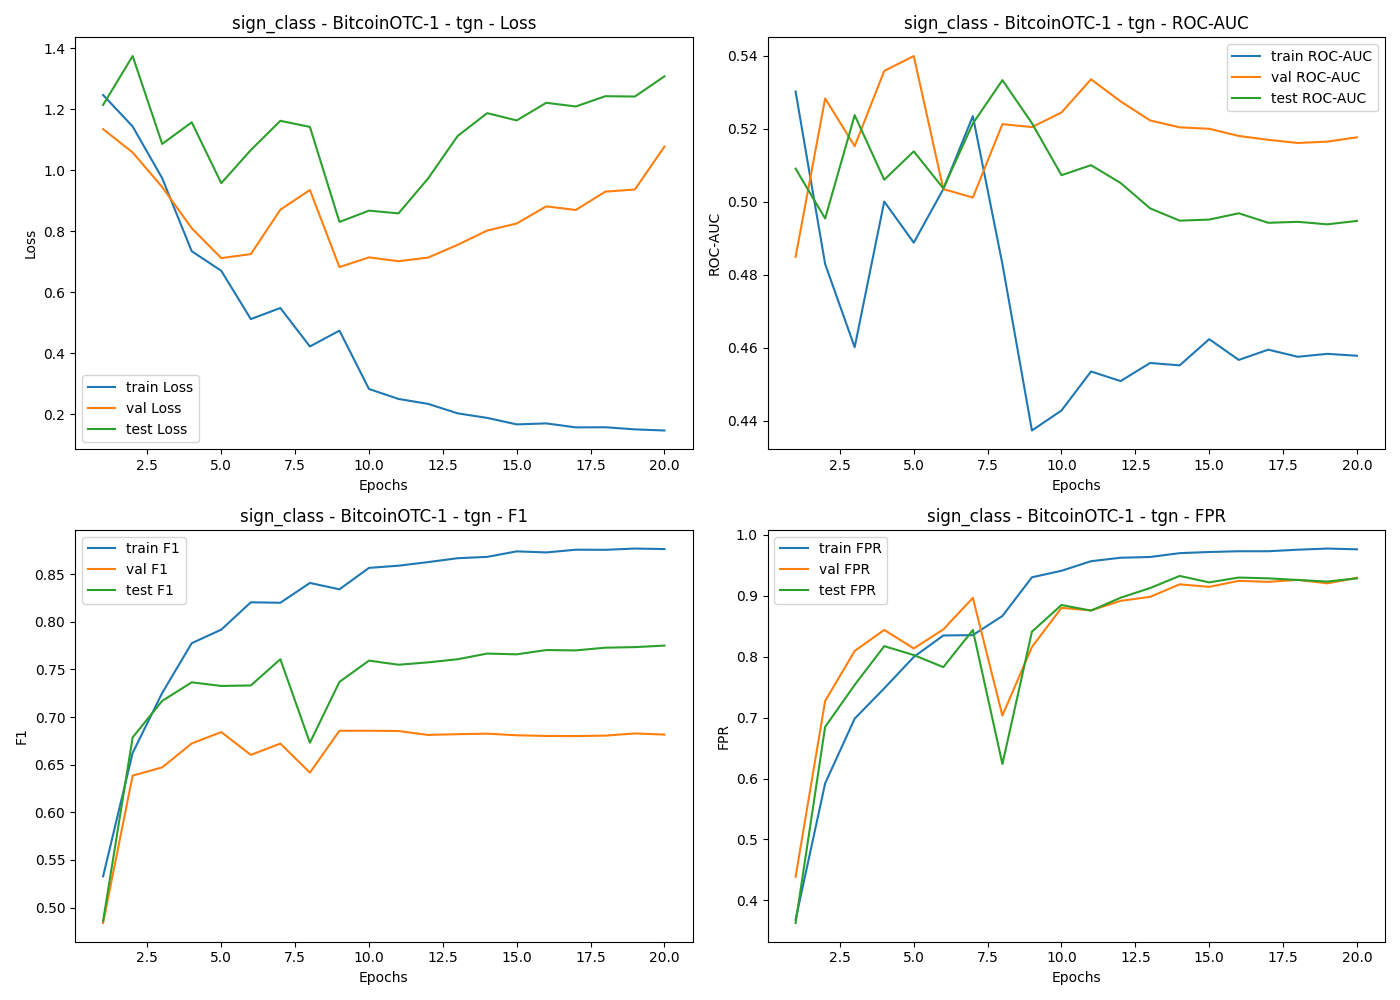 sign_class - BitcoinOTC-1 - tgn - Loss
1.4
1.2
1.0
0.8
0.6
0.4
0.2
Loss
train Loss
val Loss
test Loss
2.5 5.0 7.5 10.0 12.5 15.0 17.5 20.0
Epochs
sign_class - BitcoinOTC-1 - tgn - ROC-AUC
0.54
0.52
0.50
0.48
0.46
0.44
ROC-AUC
train ROC-AUC
val ROC-AUC
test ROC-AUC
2.5 5.0 7.5 10.0 12.5 15.0 17.5 20.0
Epochs
sign_class - BitcoinOTC-1 - tgn - F1
0.85
0.80
0.75
0.70
0.65
0.60
0.55
0.50
F1
train F1
val F1
test F1
2.5 5.0 7.5 10.0 12.5 15.0 17.5 20.0
Epochs
sign_class - BitcoinOTC-1 - tgn - FPR
1.0
0.9
0.8
0.7
0.6
0.5
0.4
FPR
train FPR
val FPR
test FPR
2.5 5.0 7.5 10.0 12.5 15.0 17.5 20.0
Epochs